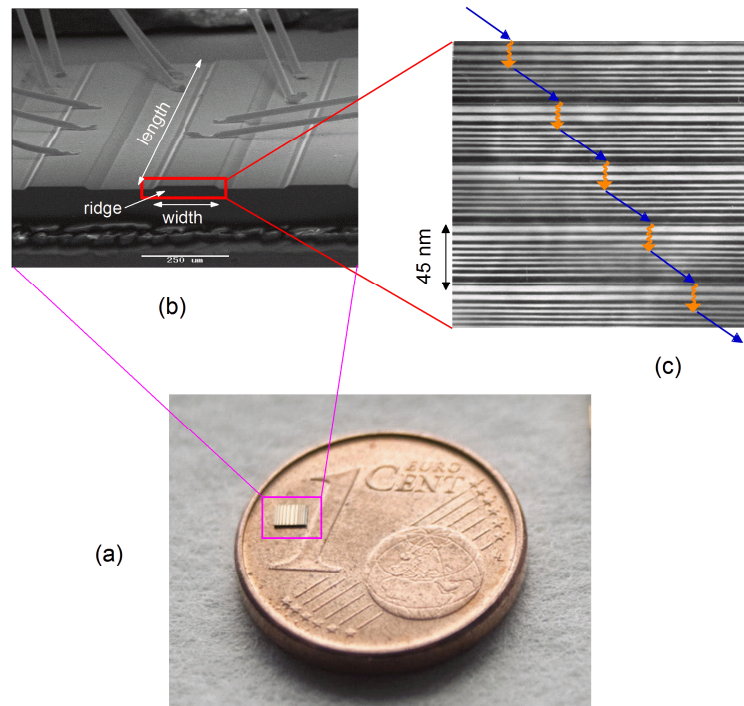 length
ridge
width
250 um
(b)
45 nm
(c)
(a)
1
EURO
CENT